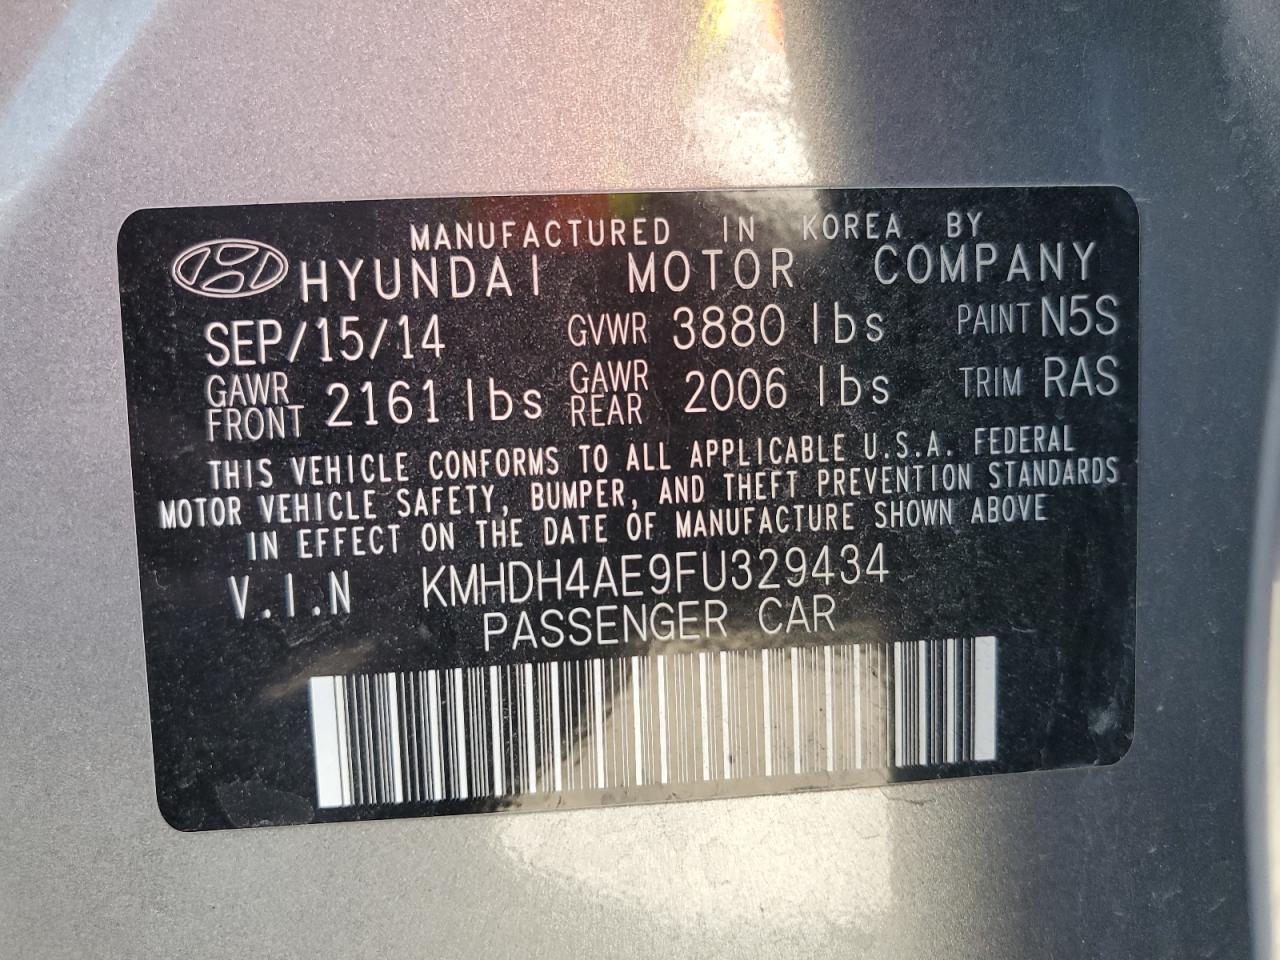 MANUFACTURED IN KOREA BY
HYUNDAI MOTOR COMPANY
SEP/15/14 GVWR 3880 lbs PAINT N5S
GAWR FRONT 2161 lbs GAWR REAR 2006 lbs TRIM RAS
THIS VEHICLE CONFORMS TO ALL APPLICABLE U.S.A. FEDERAL
MOTOR VEHICLE SAFETY, BUMPER, AND THEFT PREVENTION STANDARDS
IN EFFECT ON THE DATE OF MANUFACTURE SHOWN ABOVE
V.I.N KMHDH4AE9FU329434
PASSENGER CAR